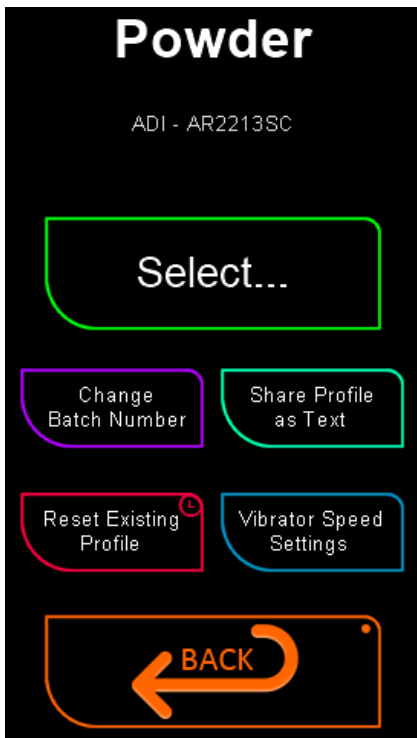 Powder
ADI - AR2213SC
Select...
Change
Batch Number
Share Profile
as Text
Reset Existing
Profile
Vibrator Speed
Settings
BACK